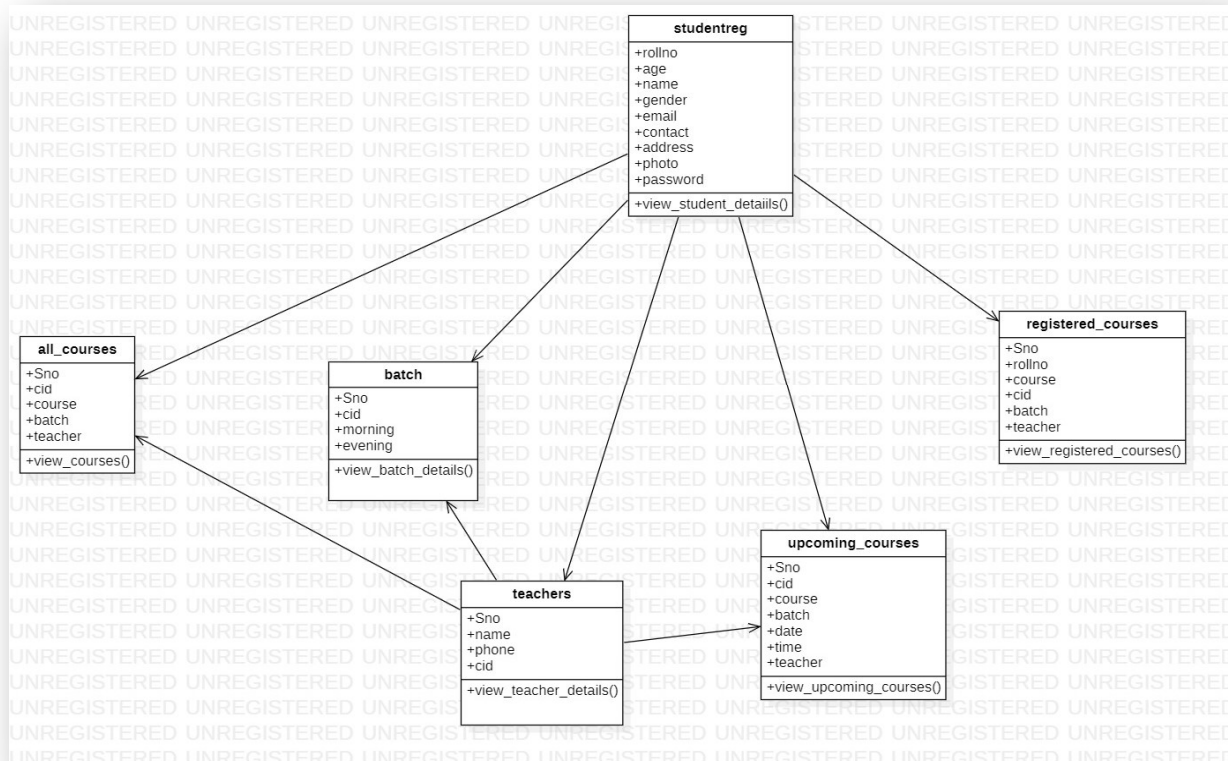 studentreg
+rollno
+age
+name
+gender
+email
+contact
+address
+photo
+password
+view_student_detaiils()
all_courses
+Sno
+cid
+course
+batch
+teacher
+view_courses()
batch
+Sno
+cid
+morning
+evening
+view_batch_details()
registered_courses
+Sno
+rollno
+course
+cid
+batch
+teacher
+view_registered_courses()
teachers
+Sno
+name
+phone
+cid
+view_teacher_details()
upcoming_courses
+Sno
+cid
+course
+batch
+date
+time
+teacher
+view_upcoming_courses()
UNREGISTERED